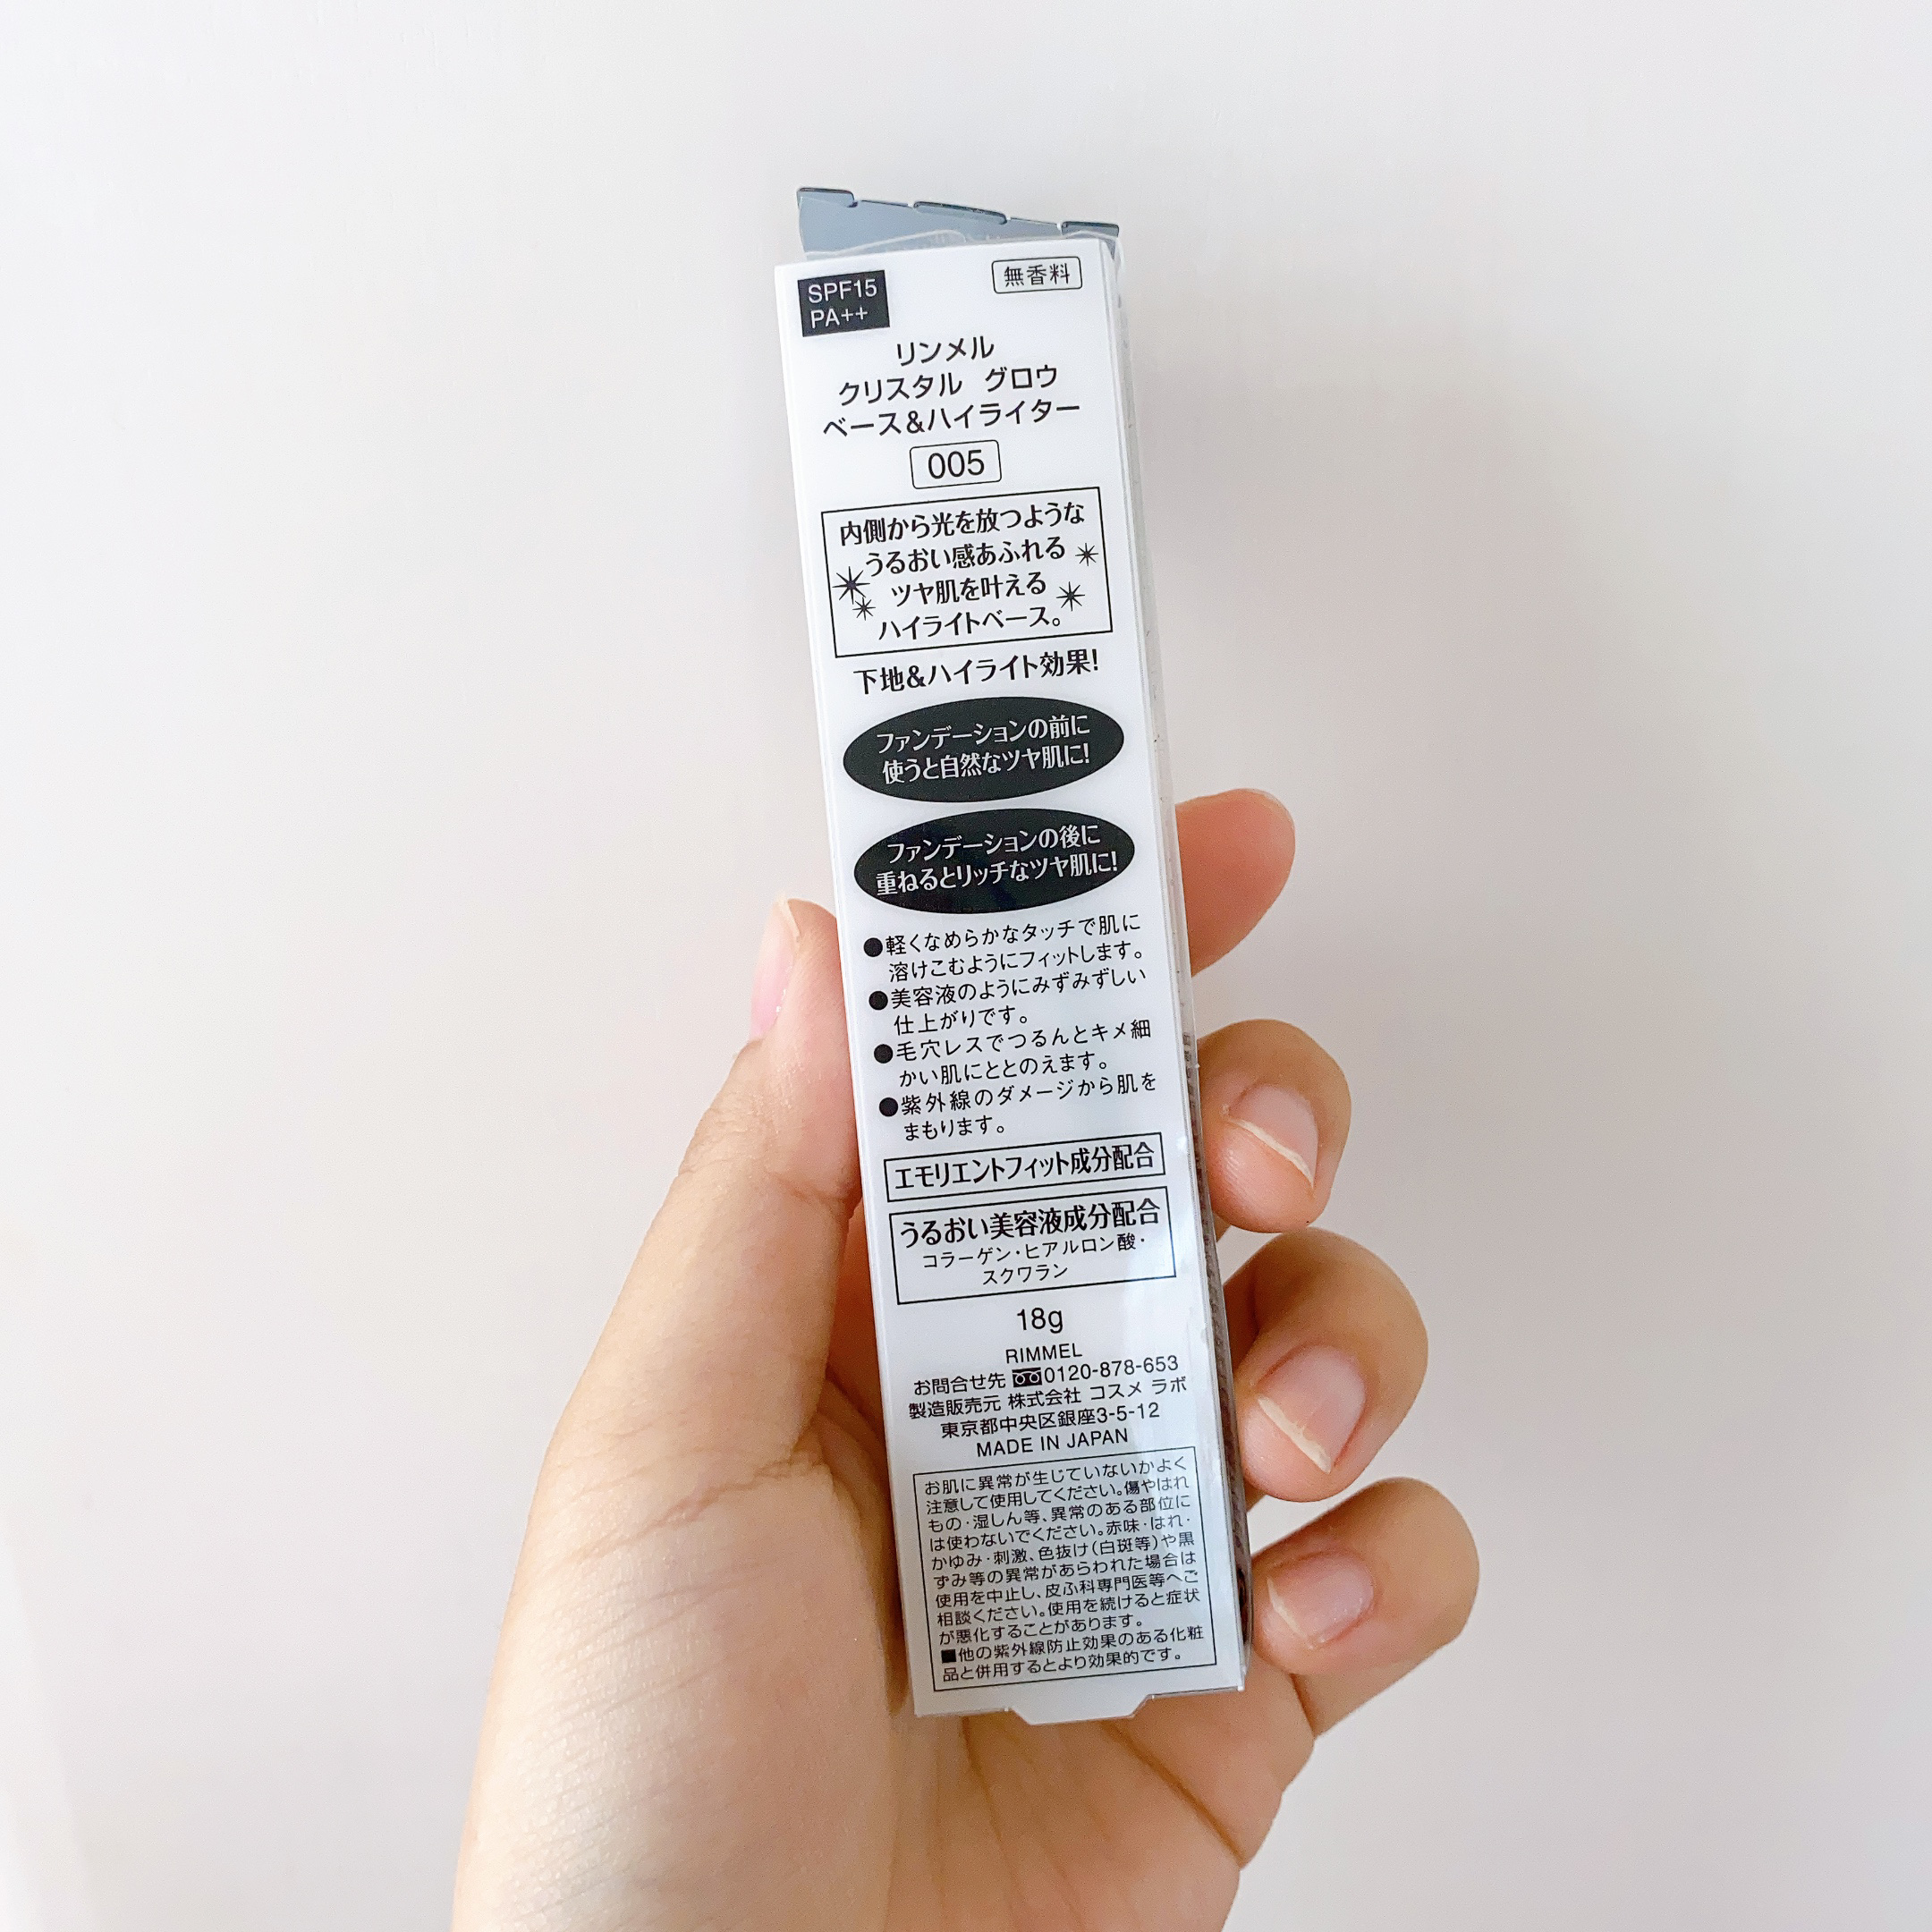 SPF15
PA++
無香料
リンメル
クリスタル グロウ
ベース&ハイライター
005
内側から光を放つような
うるおい感あふれる
ツヤ肌を叶える
ハイライトベース。
下地&ハイライト効果!
ファンデーションの前に
使うと自然なツヤ肌に!
ファンデーションの後に
重ねるとリッチなツヤ肌に!
●軽くなめらかなタッチで肌に
溶けこむようにフィットします。
●美容液のようにみずみずしい
仕上がりです。
●毛穴レスでつるんとキメ細
かい肌にととのえます。
●紫外線のダメージから肌を
まもります。
エモリエントフィット成分配合
うるおい美容液成分配合
コラーゲン・ヒアルロン酸・
スクワラン
18g
RIMMEL
お問合せ先 0120-878-653
製造販売元 株式会社 コスメ ラボ
東京都中央区銀座3-5-12
MADE IN JAPAN
お肌に異常が生じていないかよく
注意して使用してください。傷やはれ
もの・湿しん等、異常のある部位に
は使わないでください。赤味・はれ・
かゆみ・刺激、色抜け(白斑等)や黒
ずみ等の異常があらわれた場合は
使用を中止し、皮ふ科専門医等へご
相談ください。使用を続けると症状
が悪化することがあります。
■他の紫外線防止効果のある化粧
品と併用するとより効果的です。